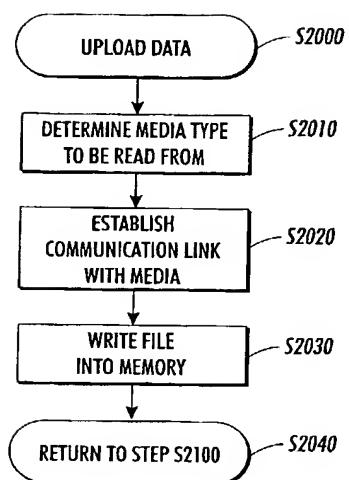 UPLOAD DATA
S2000
DETERMINE MEDIA TYPE
TO BE READ FROM
S2010
ESTABLISH
COMMUNICATION LINK
WITH MEDIA
S2020
WRITE FILE
INTO MEMORY
S2030
RETURN TO STEP S2100
S2040